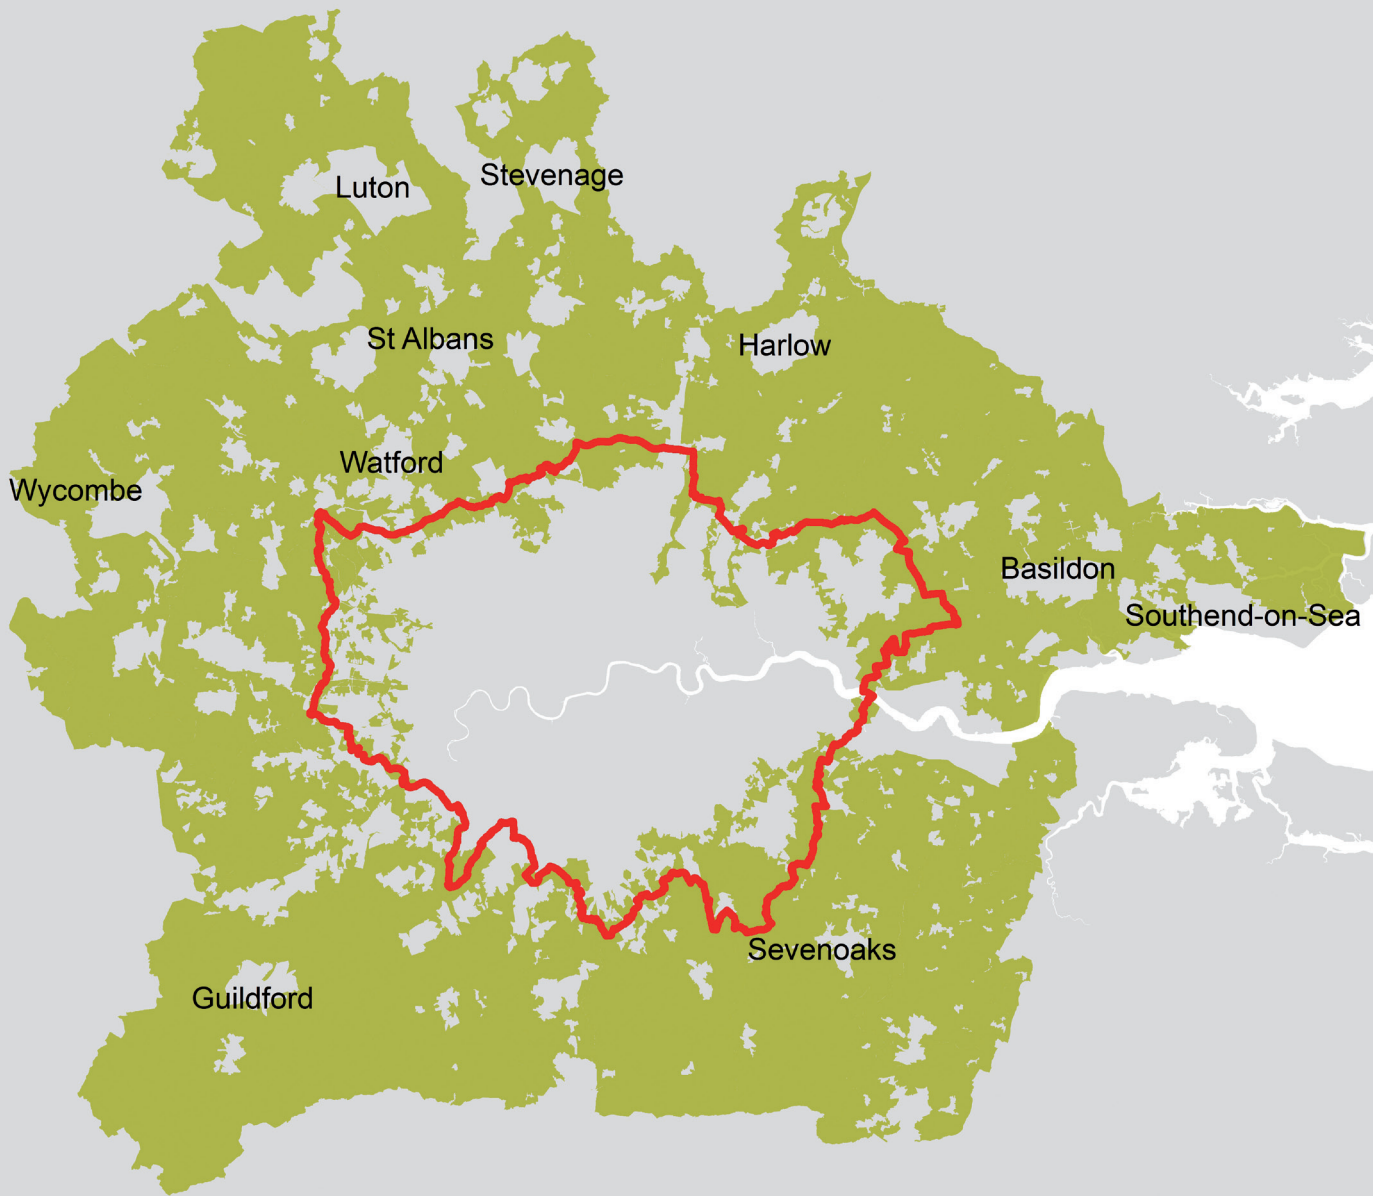 Stevenage
Luton
St Albans
Harlow
Watford
Wycombe
Basildon
Southend-on-Sea
Sevenoaks
Guildford